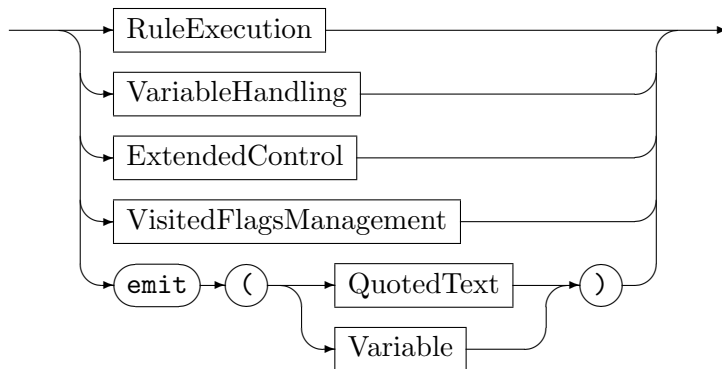 RuleExecution
VariableHandling
ExtendedControl
VisitedFlagsManagement
emit ( QuotedText )
Variable